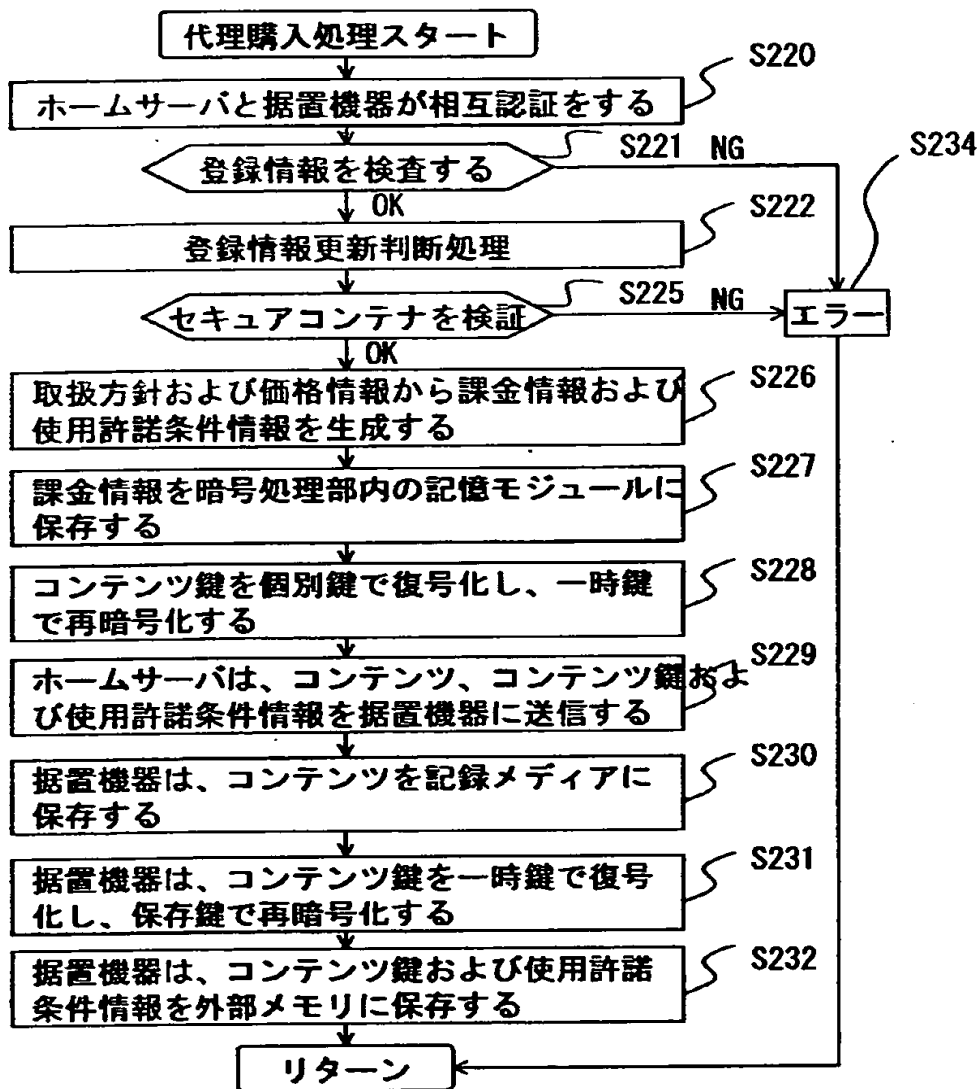 代理購入処理スタート
S220
ホームサーバと据置機器が相互認証をする
S221 NG
S234
登録情報を検査する
OK
S222
登録情報更新判断処理
S225 NG
セキュアコンテナを検証
エラー
OK
S226
取扱方針および価格情報から課金情報および
使用許諾条件情報を生成する
S227
課金情報を暗号処理部内の記憶モジュールに
保存する
S228
コンテンツ鍵を個別鍵で復号化し、一時鍵
で再暗号化する
S229
ホームサーバは、コンテンツ、コンテンツ鍵およ
び使用許諾条件情報を据置機器に送信する
S230
据置機器は、コンテンツを記録メディアに
保存する
S231
据置機器は、コンテンツ鍵を一時鍵で復号
化し、保存鍵で再暗号化する
S232
据置機器は、コンテンツ鍵および使用許諾
条件情報を外部メモリに保存する
リターン